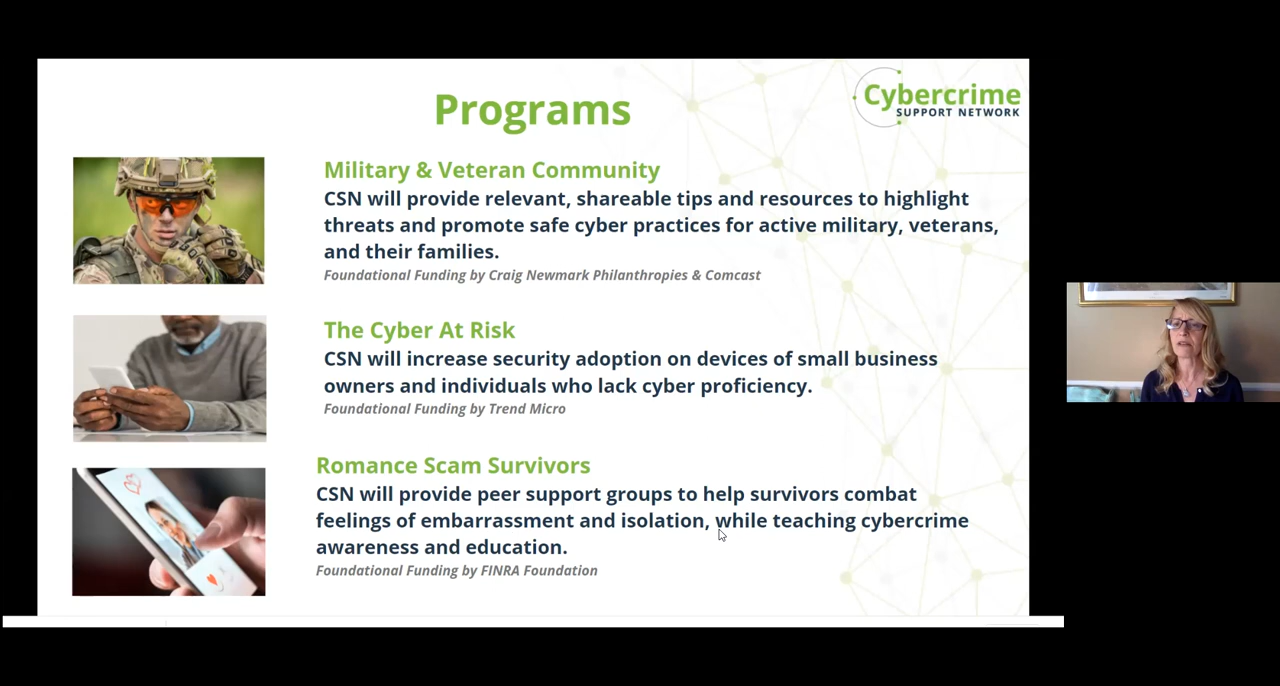 Programs
Cybercrime
SUPPORT NETWORK
Military & Veteran Community
CSN will provide relevant, shareable tips and resources to highlight
threats and promote safe cyber practices for active military, veterans,
and their families.
Foundational Funding by Craig Newmark Philanthropies & Comcast
The Cyber At Risk
CSN will increase security adoption on devices of small business
owners and individuals who lack cyber proficiency.
Foundational Funding by Trend Micro
Romance Scam Survivors
CSN will provide peer support groups to help survivors combat
feelings of embarrassment and isolation, while teaching cybercrime
awareness and education.
Foundational Funding by FINRA Foundation